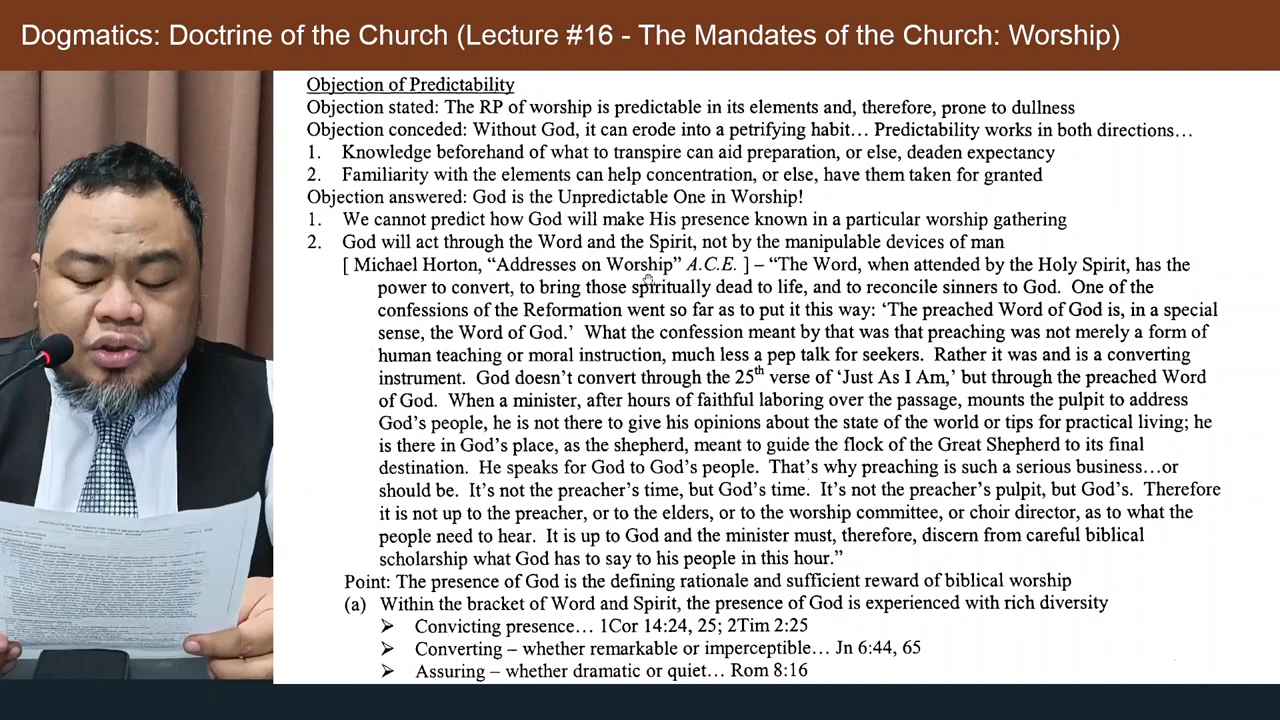 Dogmatics: Doctrine of the Church (Lecture #16 - The Mandates of the Church: Worship)
Objection of Predictability
Objection stated: The RP of worship is predictable in its elements and, therefore, prone to dullness
Objection conceded: Without God, it can erode into a petrifying habit… Predictability works in both directions…
1. Knowledge beforehand of what to transpire can aid preparation, or else, deaden expectancy
2. Familiarity with the elements can help concentration, or else, have them taken for granted
Objection answered: God is the Unpredictable One in Worship!
1. We cannot predict how God will make His presence known in a particular worship gathering
2. God will act through the Word and the Spirit, not by the manipulable devices of man
[ Michael Horton, “Addresses on Worship” A.C.E. ] – “The Word, when attended by the Holy Spirit, has the
power to convert, to bring those spiritually dead to life, and to reconcile sinners to God. One of the
confessions of the Reformation went so far as to put it this way: ‘The preached Word of God is, in a special
sense, the Word of God.’ What the confession meant by that was that preaching was not merely a form of
human teaching or moral instruction, much less a pep talk for seekers. Rather it was and is a converting
instrument. God doesn’t convert through the 25th verse of ‘Just As I Am,’ but through the preached Word
of God. When a minister, after hours of faithful laboring over the passage, mounts the pulpit to address
God’s people, he is not there to give his opinions about the state of the world or tips for practical living; he
is there in God’s place, as the shepherd, meant to guide the flock of the Great Shepherd to its final
destination. He speaks for God to God’s people. That’s why preaching is such a serious business…or
should be. It’s not the preacher’s time, but God’s time. It’s not the preacher’s pulpit, but God’s. Therefore
it is not up to the preacher, or to the elders, or to the worship committee, or choir director, as to what the
people need to hear. It is up to God and the minister must, therefore, discern from careful biblical
scholarship what God has to say to his people in this hour.”
Point: The presence of God is the defining rationale and sufficient reward of biblical worship
(a) Within the bracket of Word and Spirit, the presence of God is experienced with rich diversity
➢ Convicting presence… 1Cor 14:24, 25; 2Tim 2:25
➢ Converting – whether remarkable or imperceptible… Jn 6:44, 65
➢ Assuring – whether dramatic or quiet… Rom 8:16